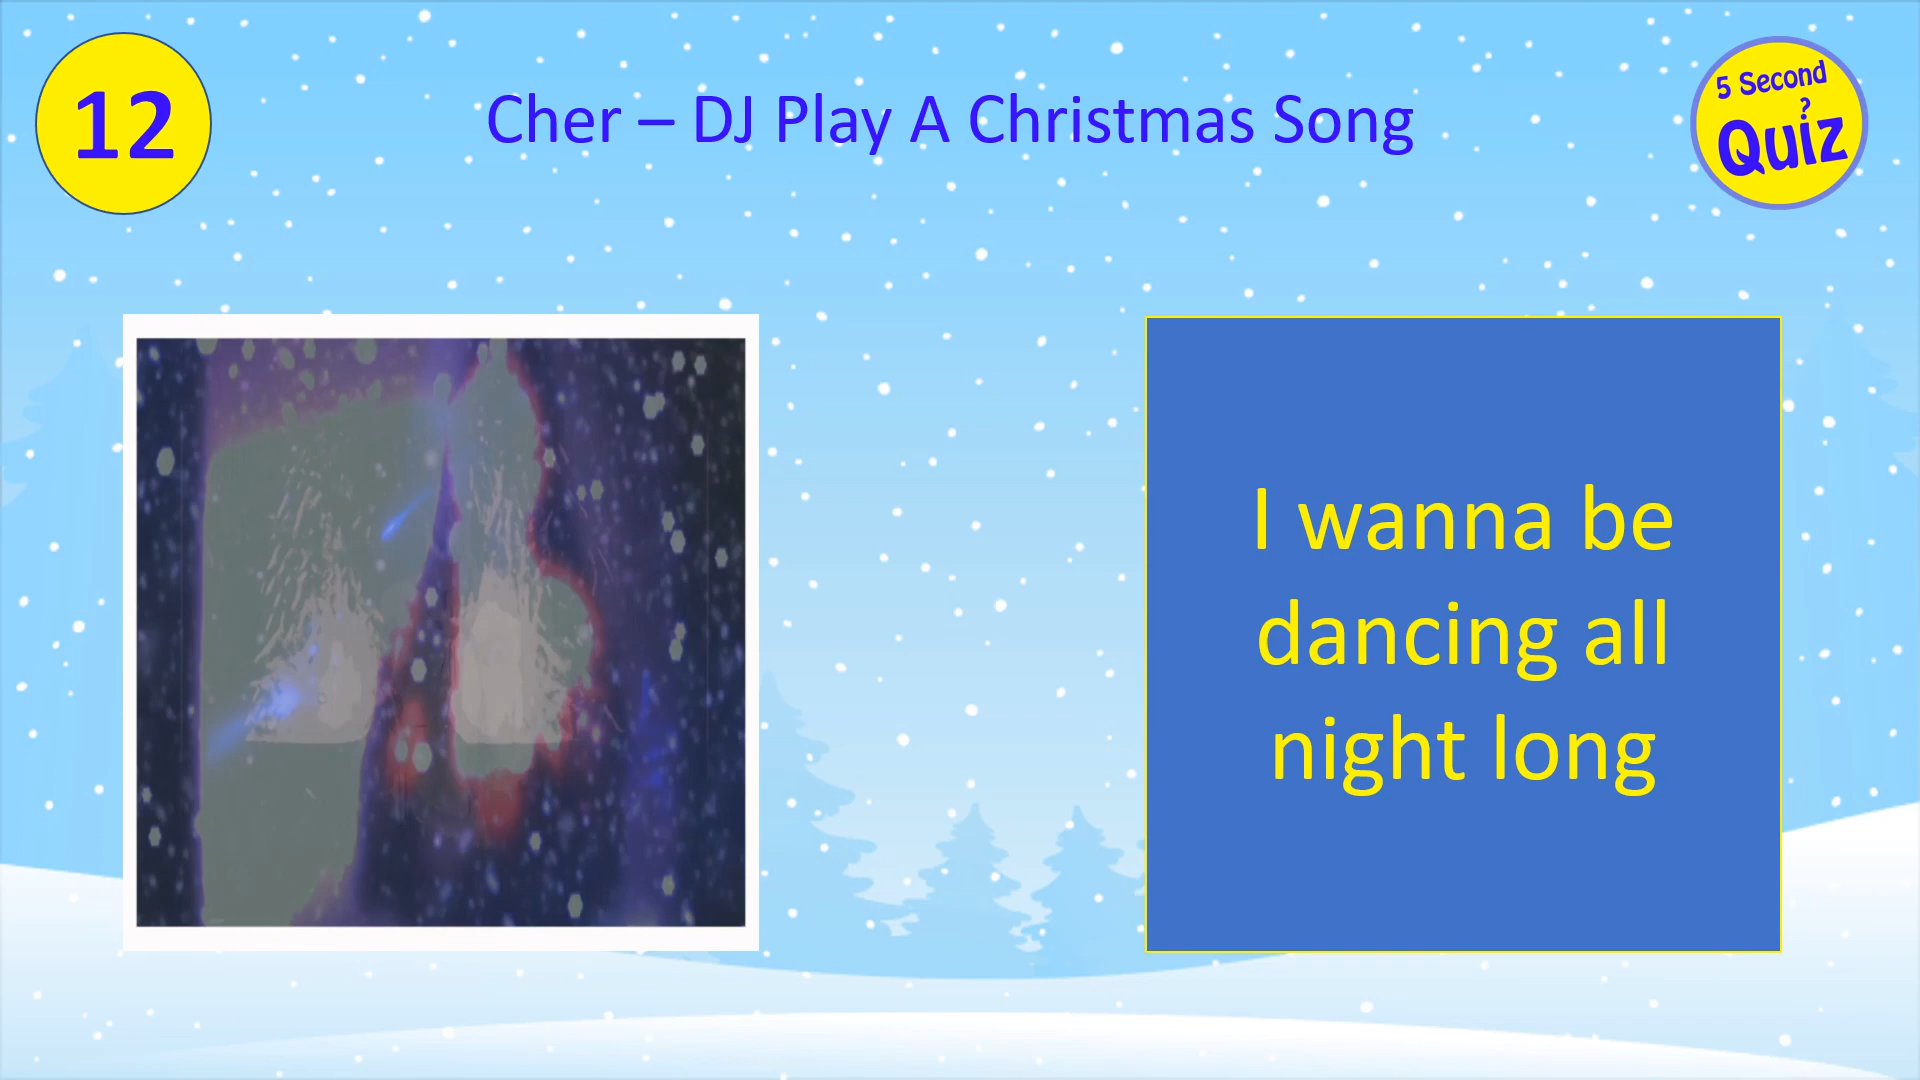 12
Cher – DJ Play A Christmas Song
5 Second
?
Quiz
I wanna be
dancing all
night long